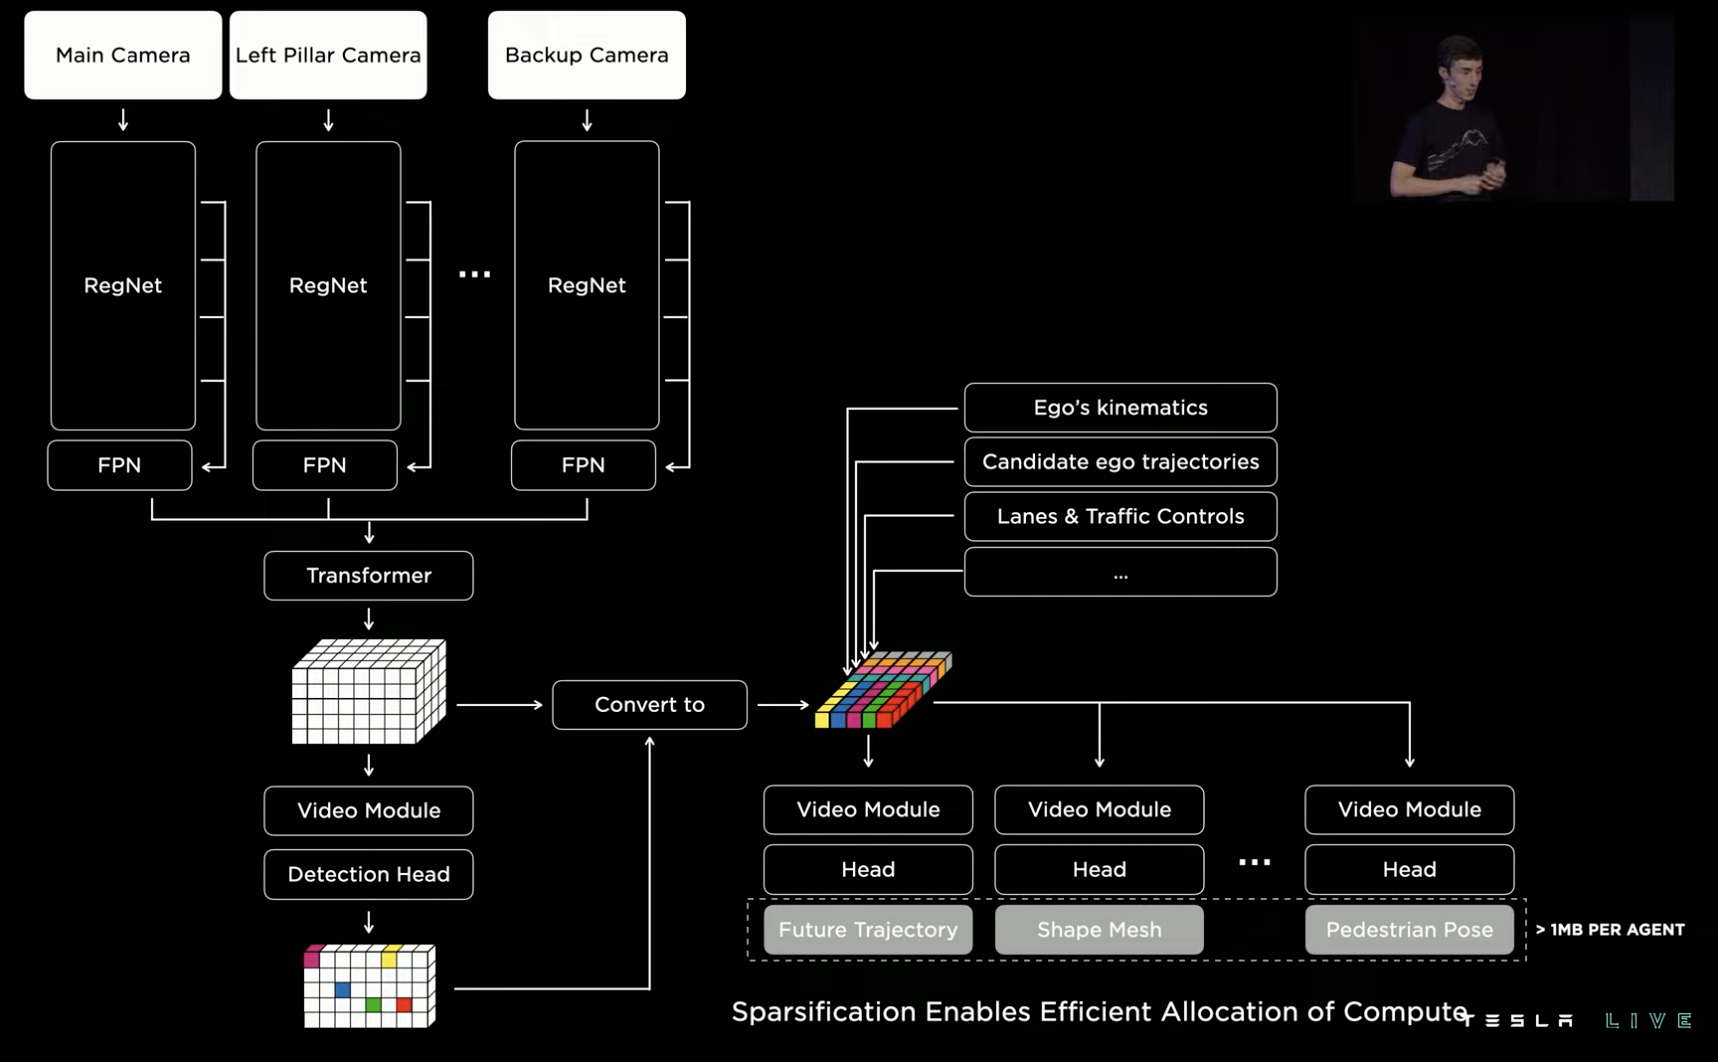 Main Camera
Left Pillar Camera
Backup Camera
RegNet
RegNet
...
RegNet
FPN
FPN
FPN
Ego's kinematics
Candidate ego trajectories
Lanes & Traffic Controls
...
Transformer
Convert to
Video Module
Detection Head
Video Module
Video Module
Video Module
Head
Head
...
Head
Future Trajectory
Shape Mesh
Pedestrian Pose
> 1MB PER AGENT
Sparsification Enables Efficient Allocation of Compute
TESLA LIVE